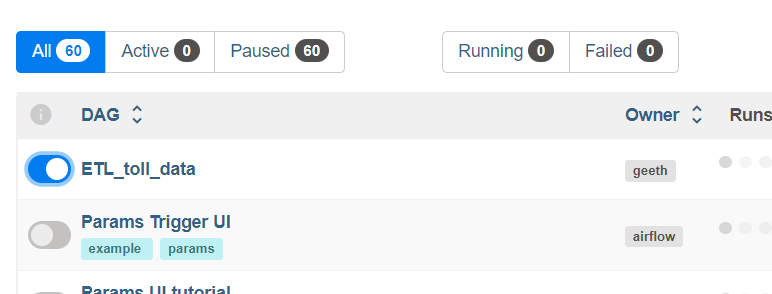 All 60 Active 0 Paused 60 Running 0 Failed 0
i DAG Owner Runs
ETL_toll_data geeth
Params Trigger UI
example params airflow
Params UI tutorial